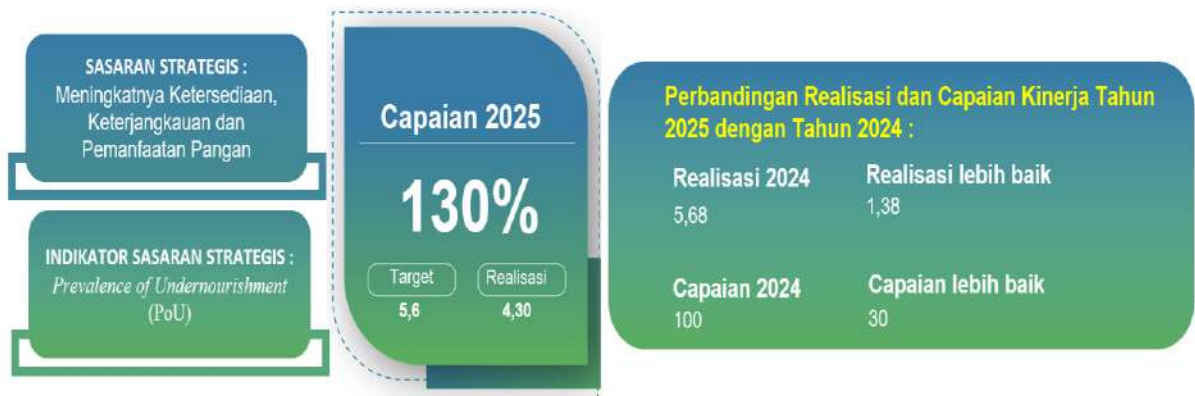 SASARAN STRATEGIS :
Meningkatnya Ketersediaan,
Keterjangkauan dan
Pemanfaatan Pangan
INDIKATOR SASARAN STRATEGIS :
Prevalence of Undernourishment
(PoU)
Capaian 2025
130%
Target
Realisasi
5,6
4,30
Perbandingan Realisasi dan Capaian Kinerja Tahun
2025 dengan Tahun 2024 :
Realisasi 2024
Realisasi lebih baik
5,68
1,38
Capaian 2024
Capaian lebih baik
100
30